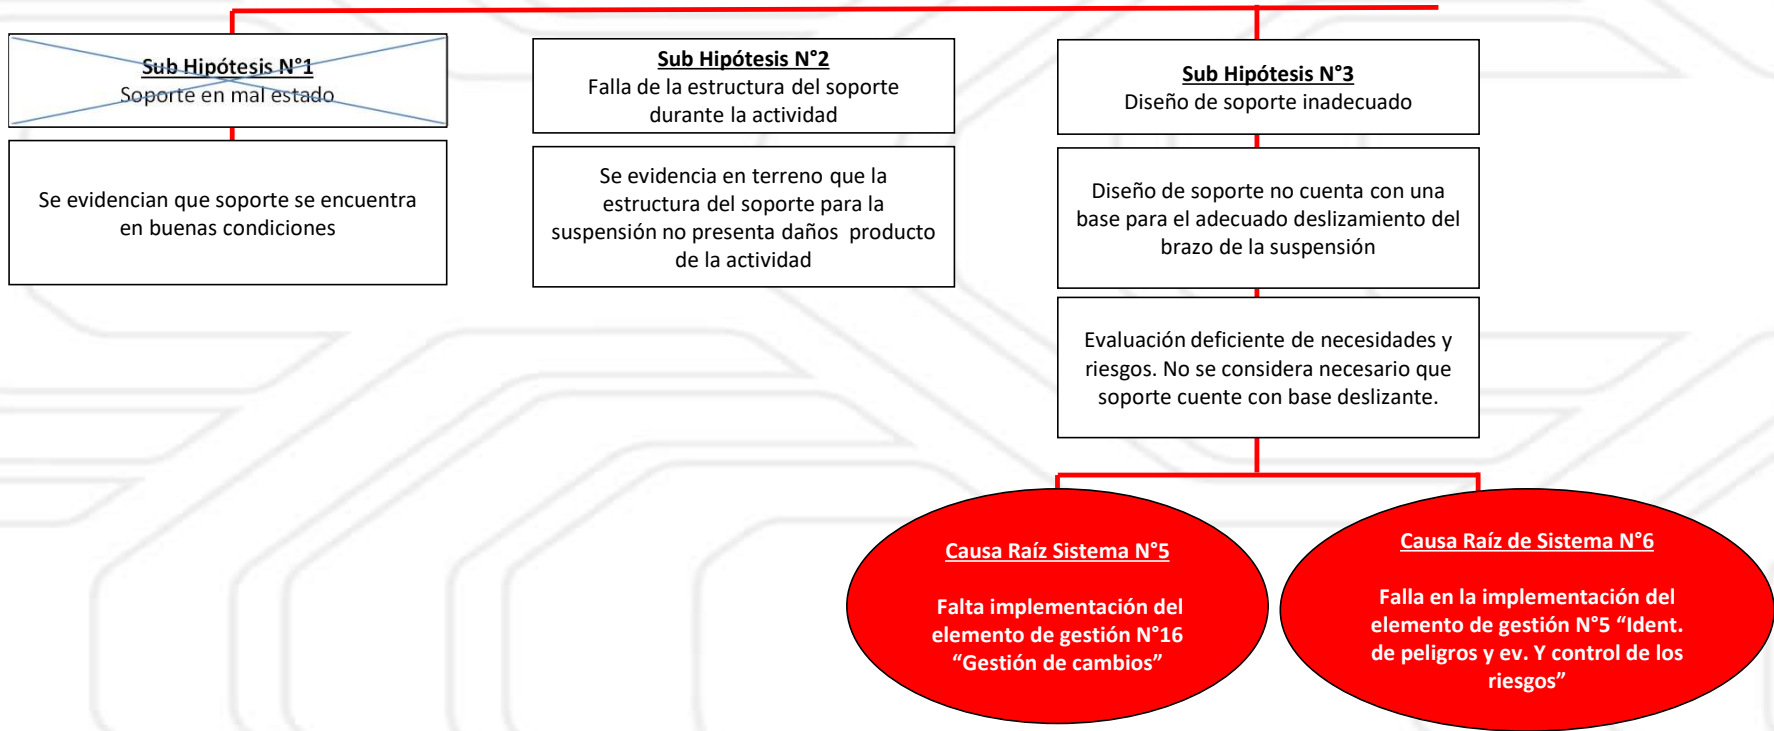 Sub Hipótesis N°1
Soporte en mal estado
Se evidencian que soporte se encuentra
en buenas condiciones
Sub Hipótesis N°2
Falla de la estructura del soporte
durante la actividad
Se evidencia en terreno que la
estructura del soporte para la
suspensión no presenta daños producto
de la actividad
Sub Hipótesis N°3
Diseño de soporte inadecuado
Diseño de soporte no cuenta con una
base para el adecuado deslizamiento del
brazo de la suspensión
Evaluación deficiente de necesidades y
riesgos. No se considera necesario que
soporte cuente con base deslizante.
Causa Raíz Sistema N°5
Falta implementación del
elemento de gestión N°16
“Gestión de cambios”
Causa Raíz de Sistema N°6
Falla en la implementación del
elemento de gestión N°5 “Ident.
de peligros y ev. Y control de los
riesgos”